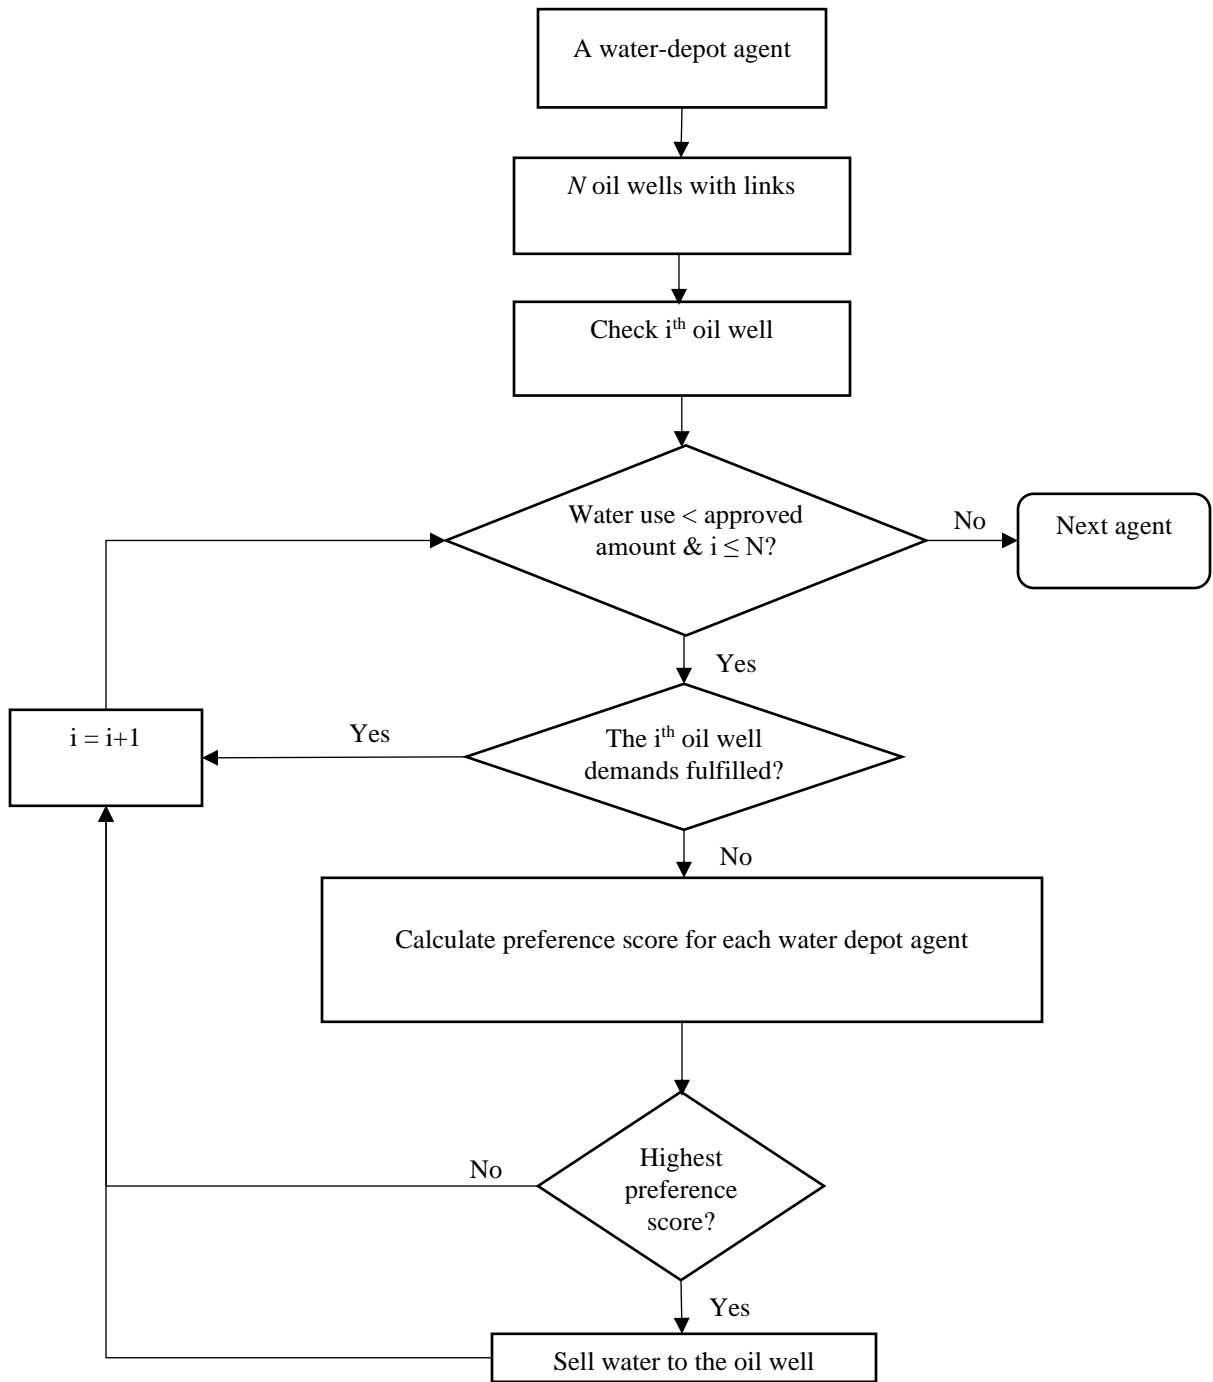 A water-depot agent
N oil wells with links
Check iᵗʰ oil well
Water use < approved
amount & i ≤ N?
No
Next agent
Yes
i = i+1
Yes
The iᵗʰ oil well
demands fulfilled?
No
Calculate preference score for each water depot agent
No
Highest
preference
score?
Yes
Sell water to the oil well